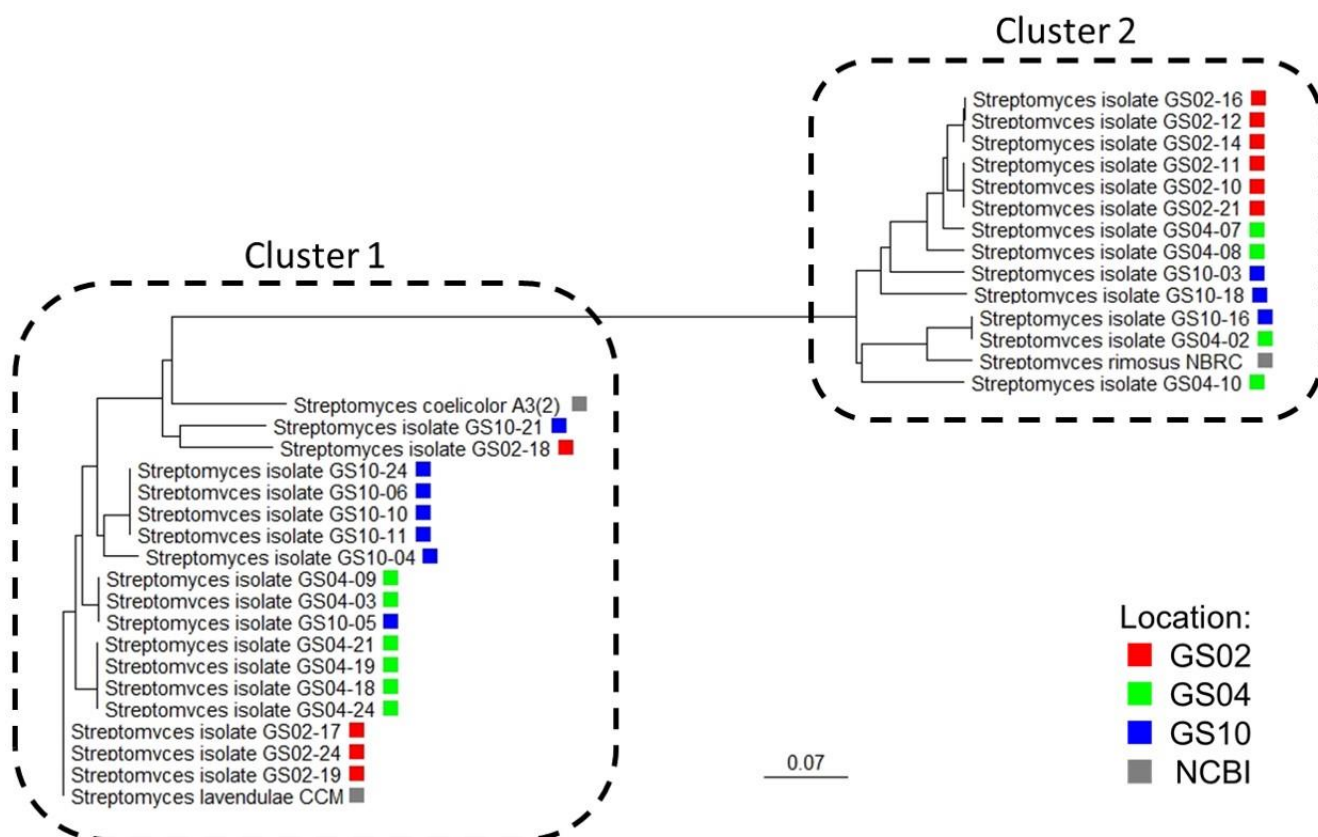 Cluster 2
Streptomyces isolate GS02-16
Streptomyces isolate GS02-12
Streptomyces isolate GS02-14
Streptomyces isolate GS02-11
Streptomyces isolate GS02-10
Streptomyces isolate GS02-21
Streptomyces isolate GS04-07
Streptomyces isolate GS04-08
Streptomyces isolate GS10-03
Streptomyces isolate GS10-18
Streptomyces isolate GS10-16
Streptomyces isolate GS04-02
Streptomyces rimosus NBRC
Streptomyces isolate GS04-10
Cluster 1
Streptomyces coelicolor A3(2)
Streptomyces isolate GS10-21
Streptomyces isolate GS02-18
Streptomyces isolate GS10-24
Streptomyces isolate GS10-06
Streptomyces isolate GS10-10
Streptomyces isolate GS10-11
Streptomyces isolate GS10-04
Streptomyces isolate GS04-09
Streptomyces isolate GS04-03
Streptomyces isolate GS10-05
Streptomyces isolate GS04-21
Streptomyces isolate GS04-19
Streptomyces isolate GS04-18
Streptomyces isolate GS04-24
Streptomyces isolate GS02-17
Streptomyces isolate GS02-24
Streptomyces isolate GS02-19
Streptomyces lavendulae CCM
0.07
Location:
GS02
GS04
GS10
NCBI